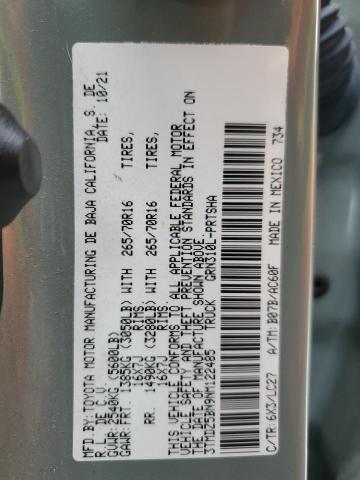 MFD. BY: TOYOTA MOTOR MANUFACTURING DE BAJA CALIFORNIA, S. DE
R. DE C.V. DATE: 10/21
GVWR: 2540KG (5600LB)
GAWR: FRT. 1385KG (3050LB) WITH 265/70R16 TIRES,
16X7J RIMS,
RR. 1490KG (3280LB) WITH 265/70R16 TIRES,
16X7J RIMS,
THIS VEHICLE CONFORMS TO ALL APPLICABLE FEDERAL MOTOR
VEHICLE SAFETY AND THEFT PREVENTION STANDARDS IN EFFECT ON
THE DATE OF MANUFACTURE SHOWN ABOVE.
3TMDZ5BN9NM122485 TRUCK GRN310L-PRTSHA
C/TR: 6X3/LC27 A/TM: B07B/AC60F MADE IN MEXICO 734